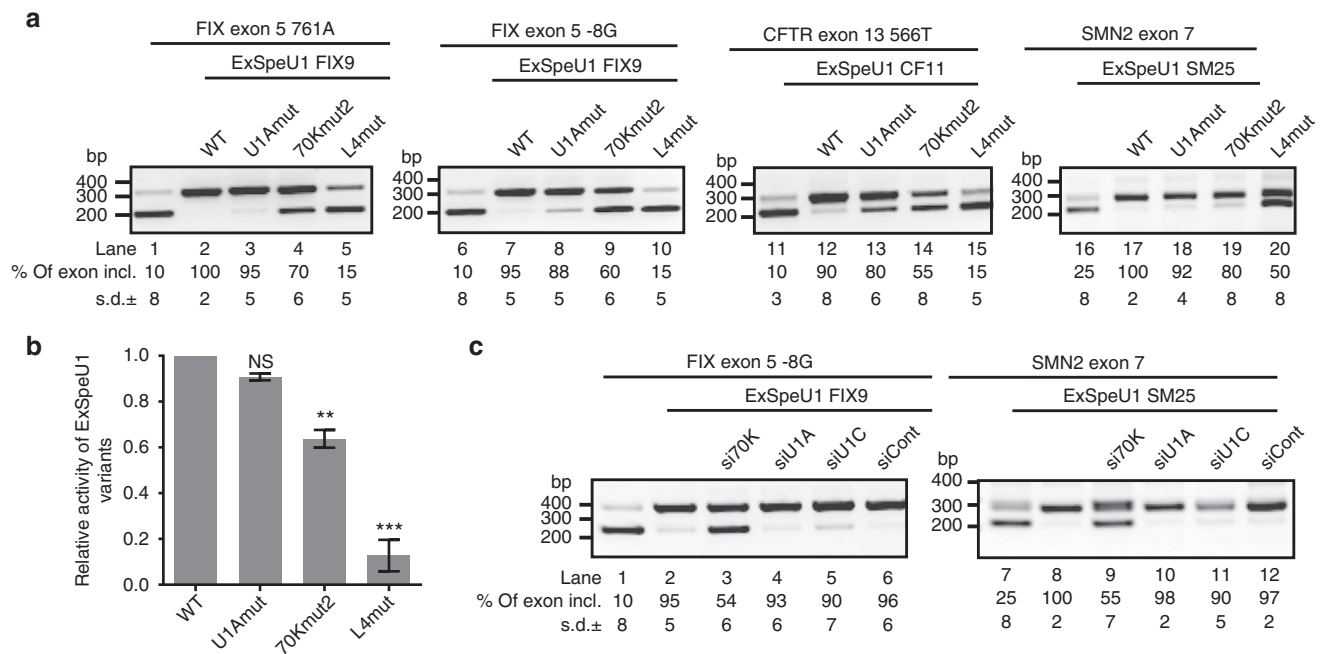 a
FIX exon 5 761A
ExSpeU1 FIX9
WT U1Amut 70Kmut2 L4mut
bp
400
300
200
FIX exon 5 -8G
ExSpeU1 FIX9
WT U1Amut 70Kmut2 L4mut
bp
400
300
200
CFTR exon 13 566T
ExSpeU1 CF11
WT U1Amut 70Kmut2 L4mut
bp
400
300
200
SMN2 exon 7
ExSpeU1 SM25
WT U1Amut 70Kmut2 L4mut
bp
400
300
200
Lane 1 2 3 4 5 6 7 8 9 10 11 12 13 14 15 16 17 18 19 20
% Of exon incl. 10 100 95 70 15 10 95 88 60 15 10 90 80 55 15 25 100 92 80 50
s.d.± 8 2 5 6 5 8 5 5 6 5 3 8 6 8 5 8 2 4 8 8
b
Relative activity of ExSpeU1
variants
1.0
0.8
0.6
0.4
0.2
0.0
NS
**
***
WT U1Amut 70Kmut2 L4mut
c
FIX exon 5 -8G
ExSpeU1 FIX9
si70K siU1A siU1C siCont
bp
400
300
200
SMN2 exon 7
ExSpeU1 SM25
si70K siU1A siU1C siCont
bp
400
300
200
Lane 1 2 3 4 5 6 7 8 9 10 11 12
% Of exon incl. 10 95 54 93 90 96 25 100 55 98 90 97
s.d.± 8 5 6 6 7 6 8 2 7 2 5 2